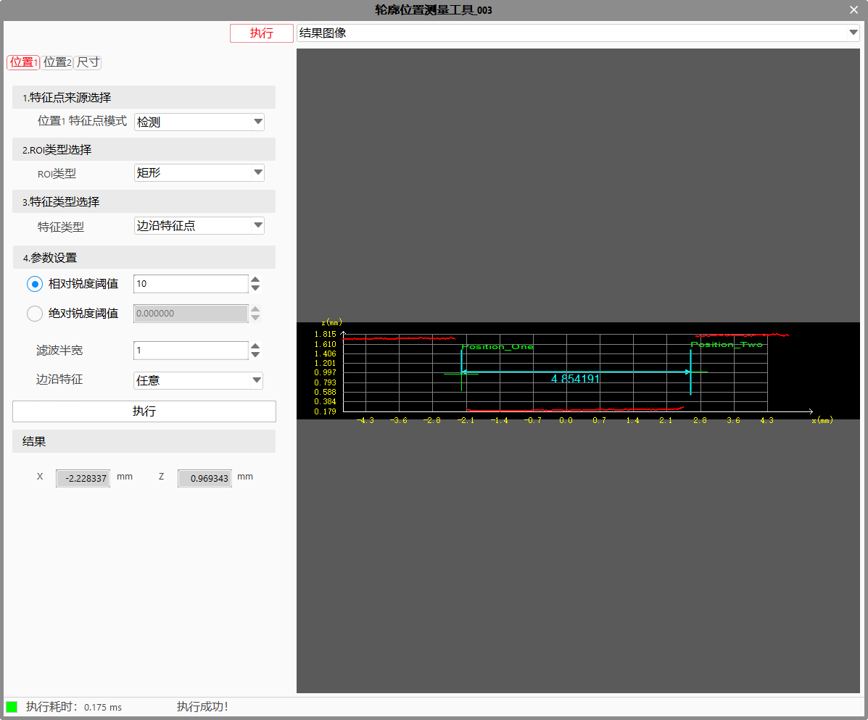 轮廓位置测量工具_003
执行
结果图像
位置1 位置2 尺寸
1.特征点来源选择
位置1 特征点模式 检测
2.ROI类型选择
ROI类型 矩形
3.特征类型选择
特征类型 边沿特征点
4.参数设置
相对锐度阈值 10
绝对锐度阈值 0.000000
滤波半宽 1
边沿特征 任意
执行
结果
X -2.228337 mm Z 0.969343 mm
z(mm)
1.815
1.610
1.406
1.201
0.997
0.793
0.588
0.384
0.179
Position_One
Position_Two
4.854191
-4.3 -3.6 -2.8 -2.1 -1.4 -0.7 0.0 0.7 1.4 2.1 2.8 3.6 4.3 x(mm)
执行耗时: 0.175 ms 执行成功!